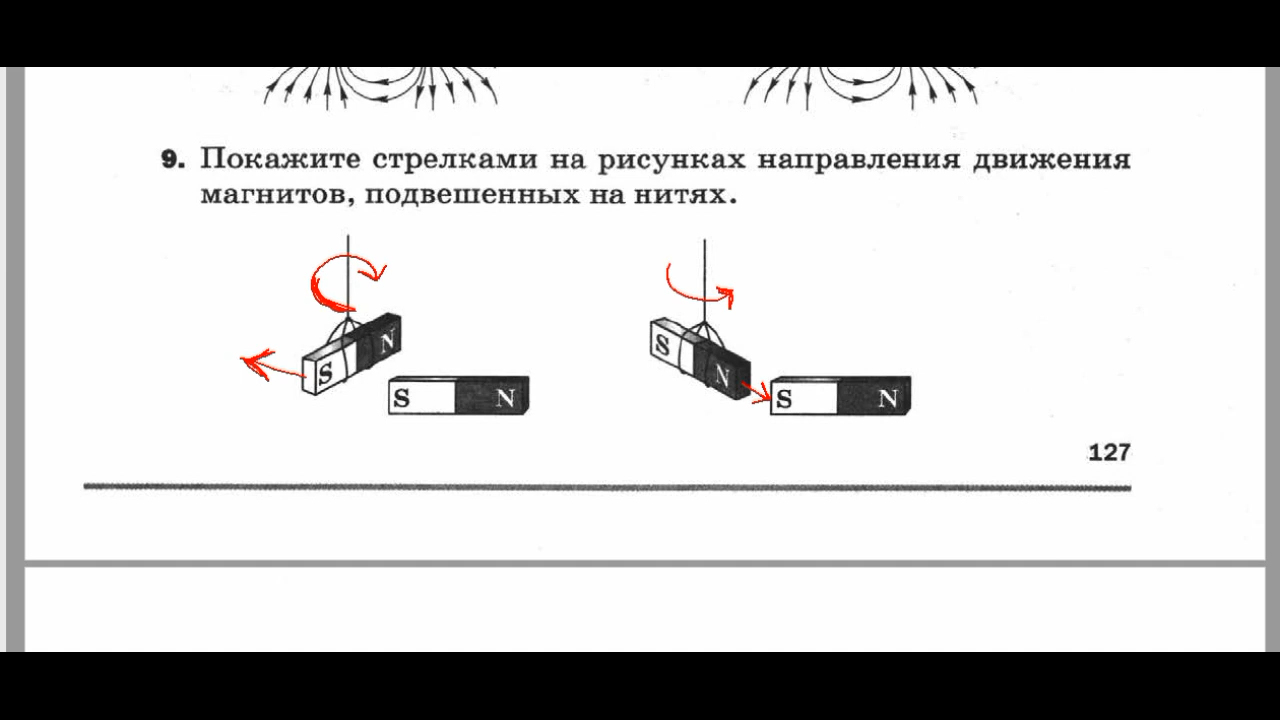 9. Покажите стрелками на рисунках направления движения
магнитов, подвешенных на нитях.
S N
S N
S N
S N
127